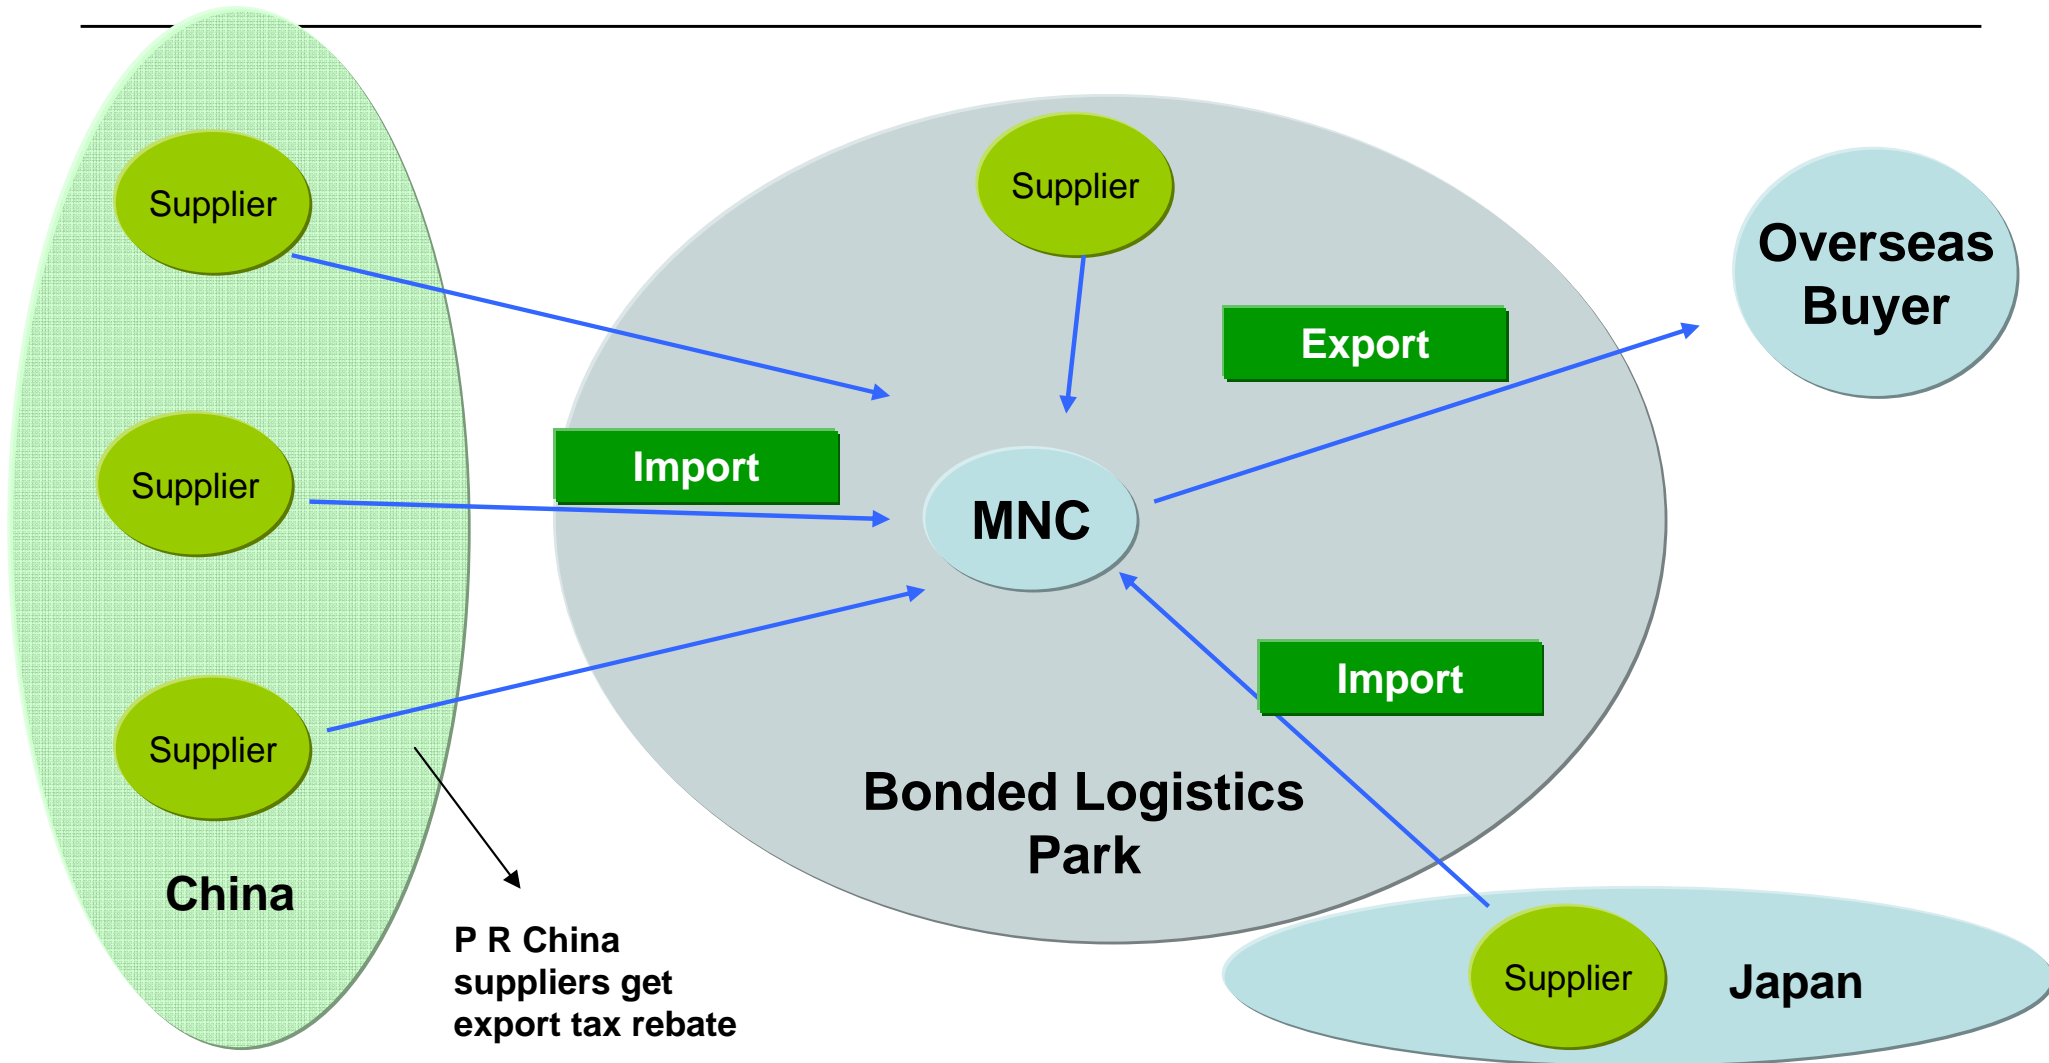 Supplier
Supplier
Overseas
Buyer
Export
Import
Supplier
MNC
Import
Supplier
Bonded Logistics
Park
China
P R China
suppliers get
export tax rebate
Supplier
Japan